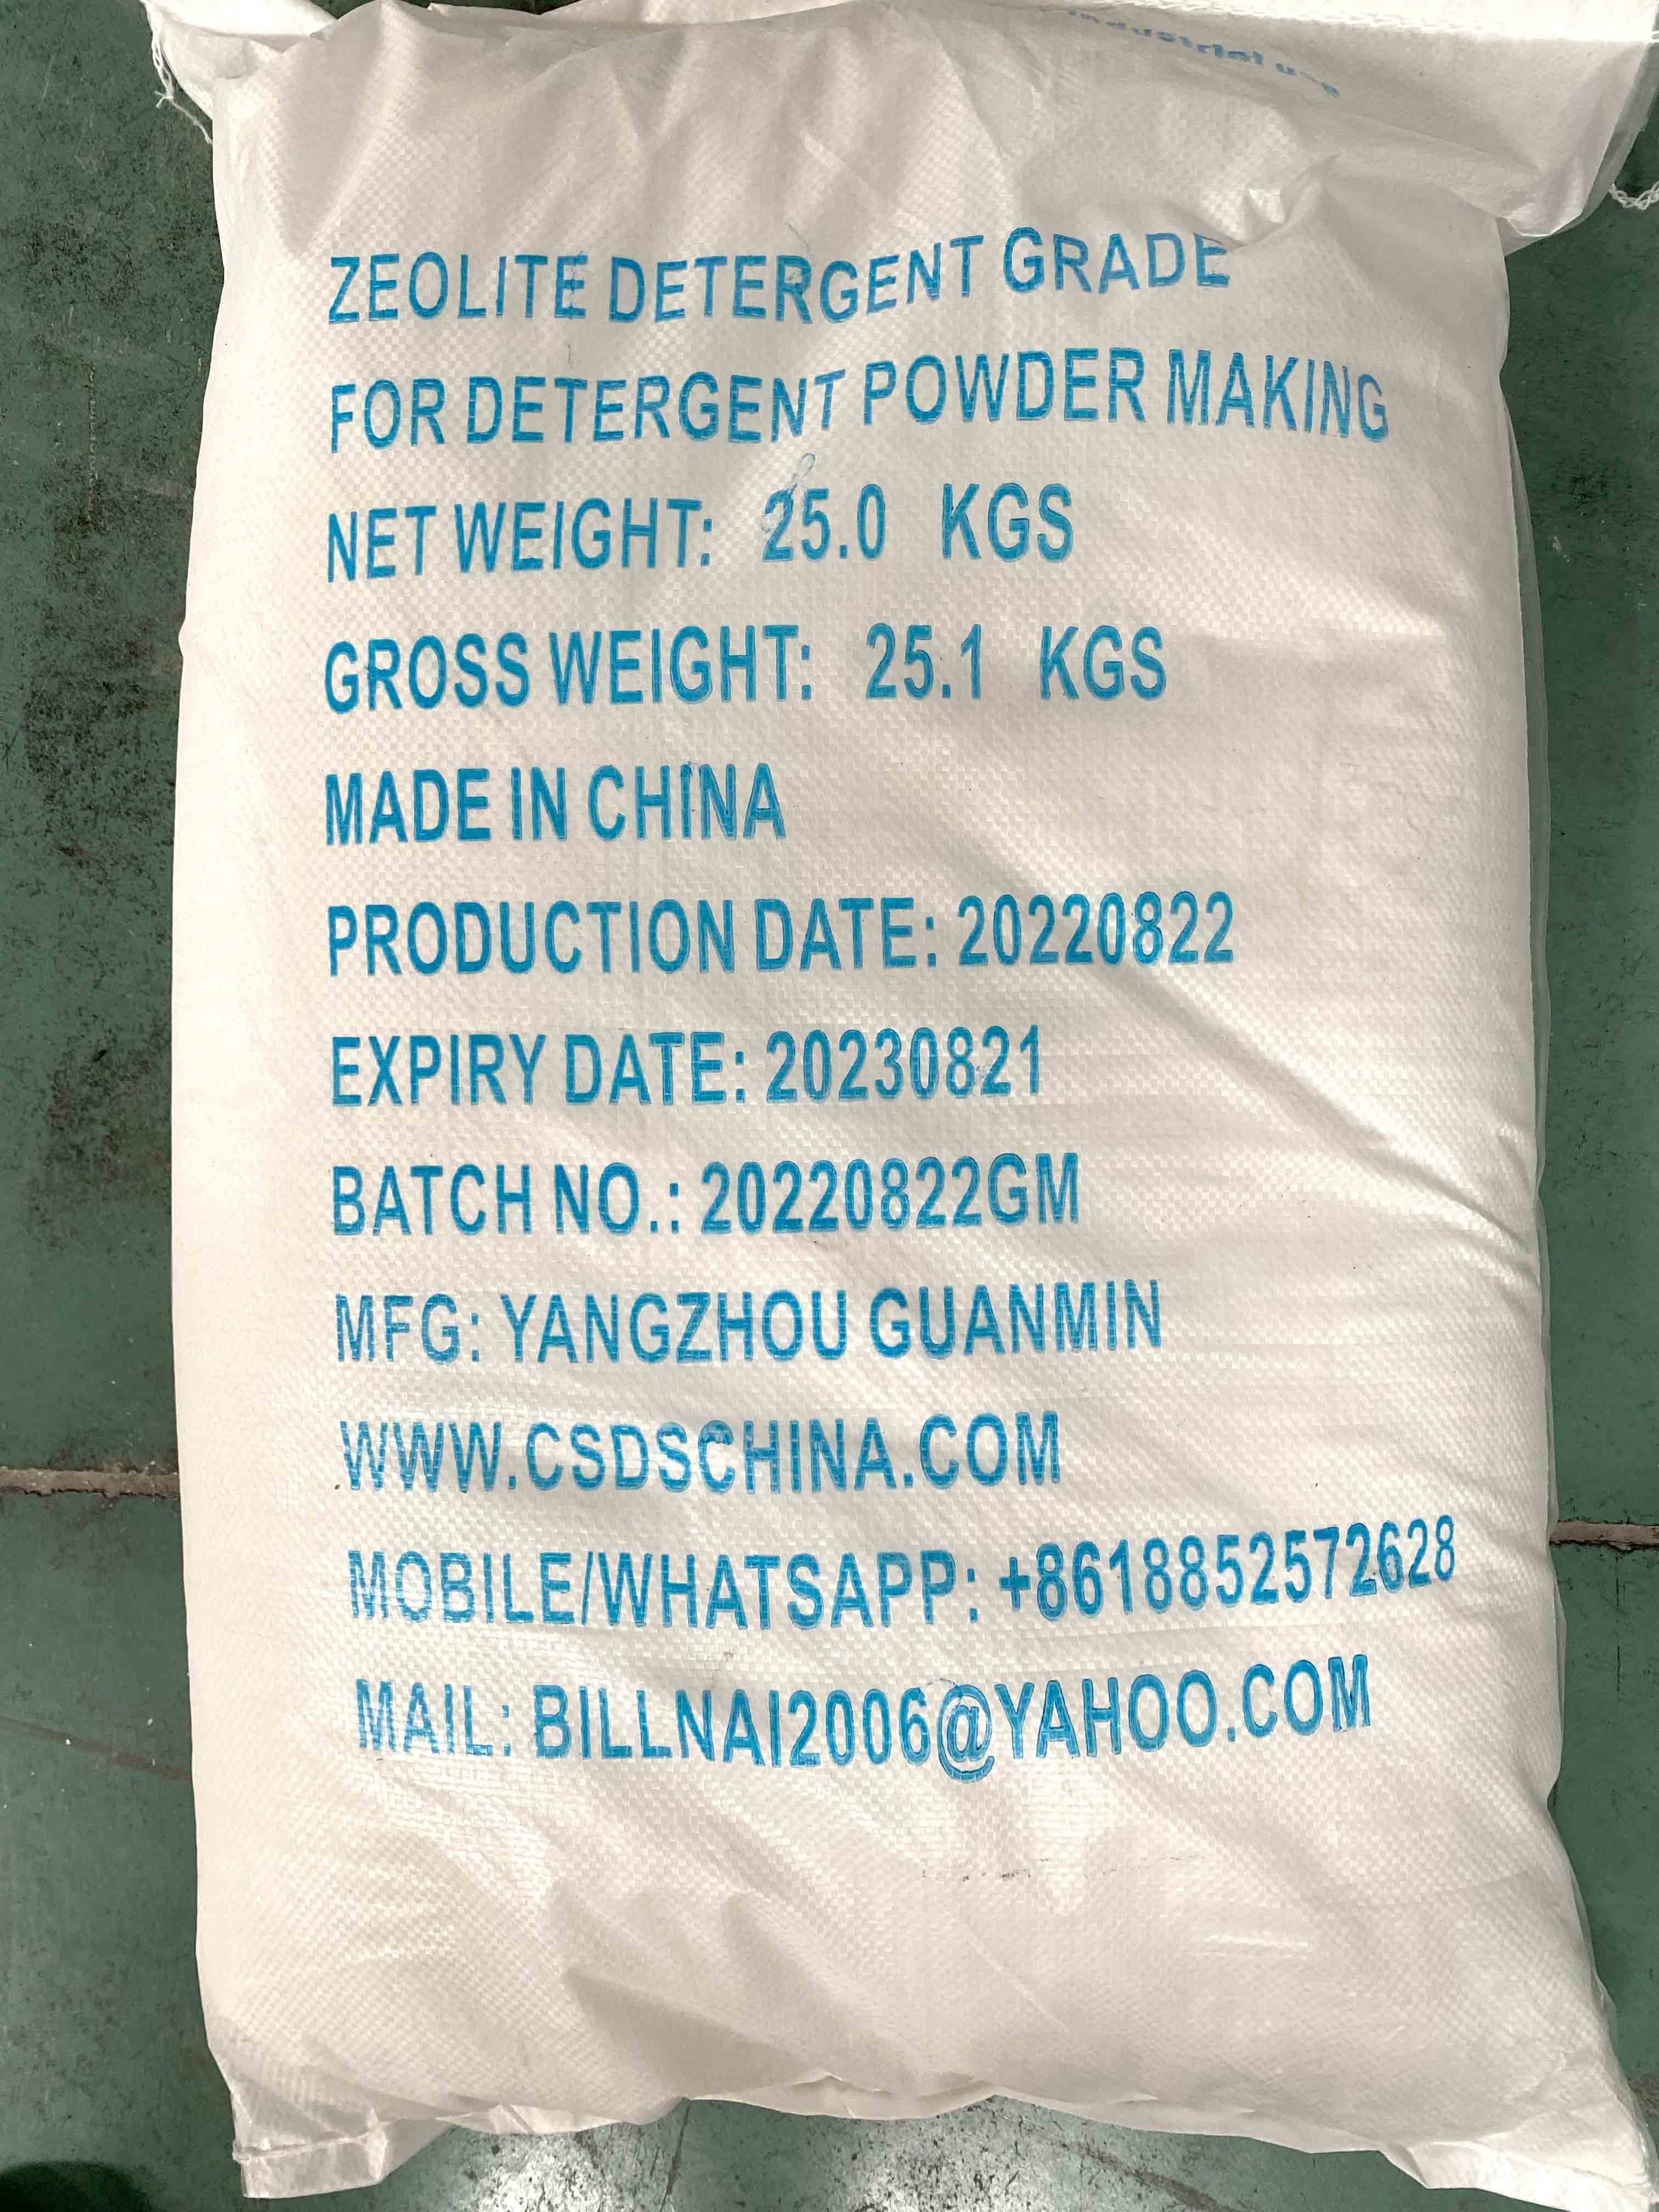 industrial
ZEOLITE DETERGENT GRADE
FOR DETERGENT POWDER MAKING
NET WEIGHT: 25.0 KGS
GROSS WEIGHT: 25.1 KGS
MADE IN CHINA
PRODUCTION DATE: 20220822
EXPIRY DATE: 20230821
BATCH NO.: 20220822GM
MFG: YANGZHOU GUANMIN
WWW.CSDSCHINA.COM
MOBILE/WHATSAPP: +8618852572628
MAIL: BILLNAI2006@YAHOO.COM